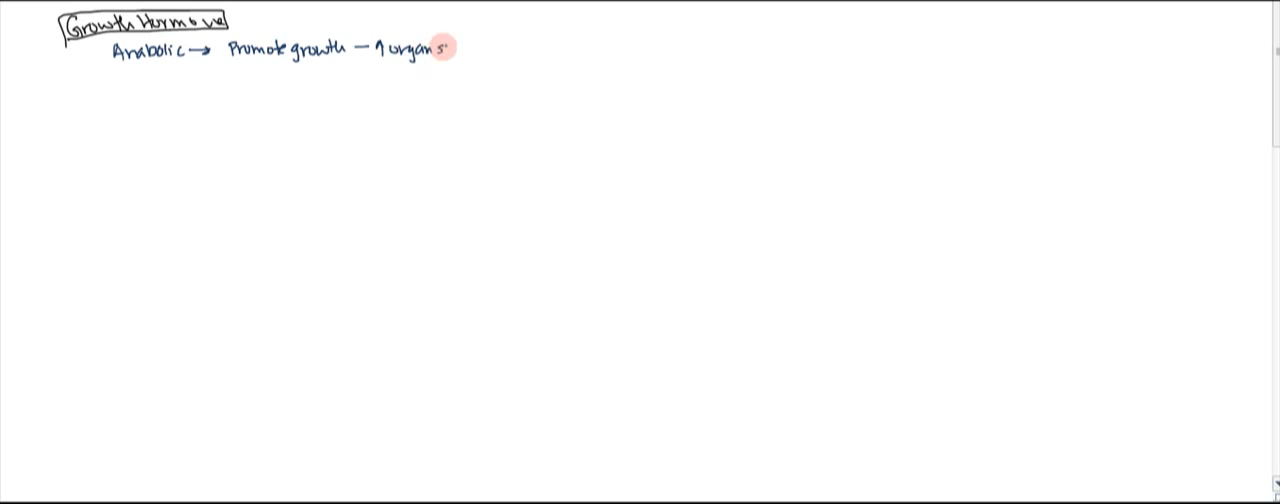 Growth Hormone
Anabolic → Promote growth - ↑ organs